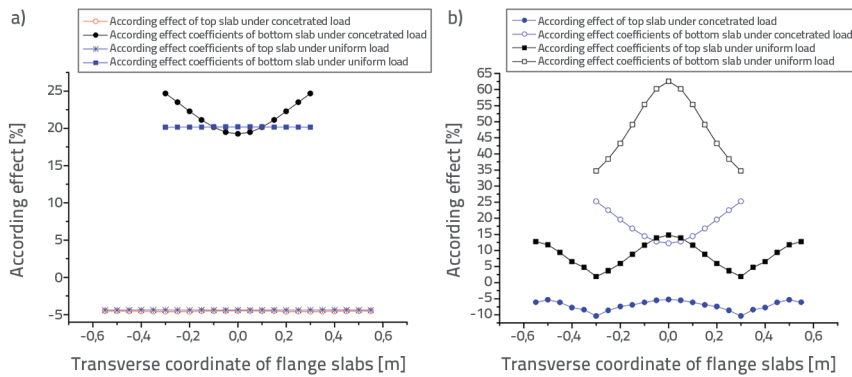 a)
According effect of top slab under concetrated load
According effect coefficients of bottom slab under concetrated load
According effect coefficients of top slab under uniform load
According effect coefficients of bottom slab under uniform load
25
20
15
10
5
0
-5
According effect [%]
-0,6 -0,4 -0,2 0,0 0,2 0,4 0,6
Transverse coordinate of flange slabs [m]
b)
According effect of top slab under concetrated load
According effect coefficients of bottom slab under concetrated load
According effect coefficients of top slab under uniform load
According effect coefficients of bottom slab under uniform load
65
60
55
50
45
40
35
30
25
20
15
10
5
0
-5
-10
According effect [%]
-0,6 -0,4 -0,2 0,0 0,2 0,4 0,6
Transverse coordinate of flange slabs [m]